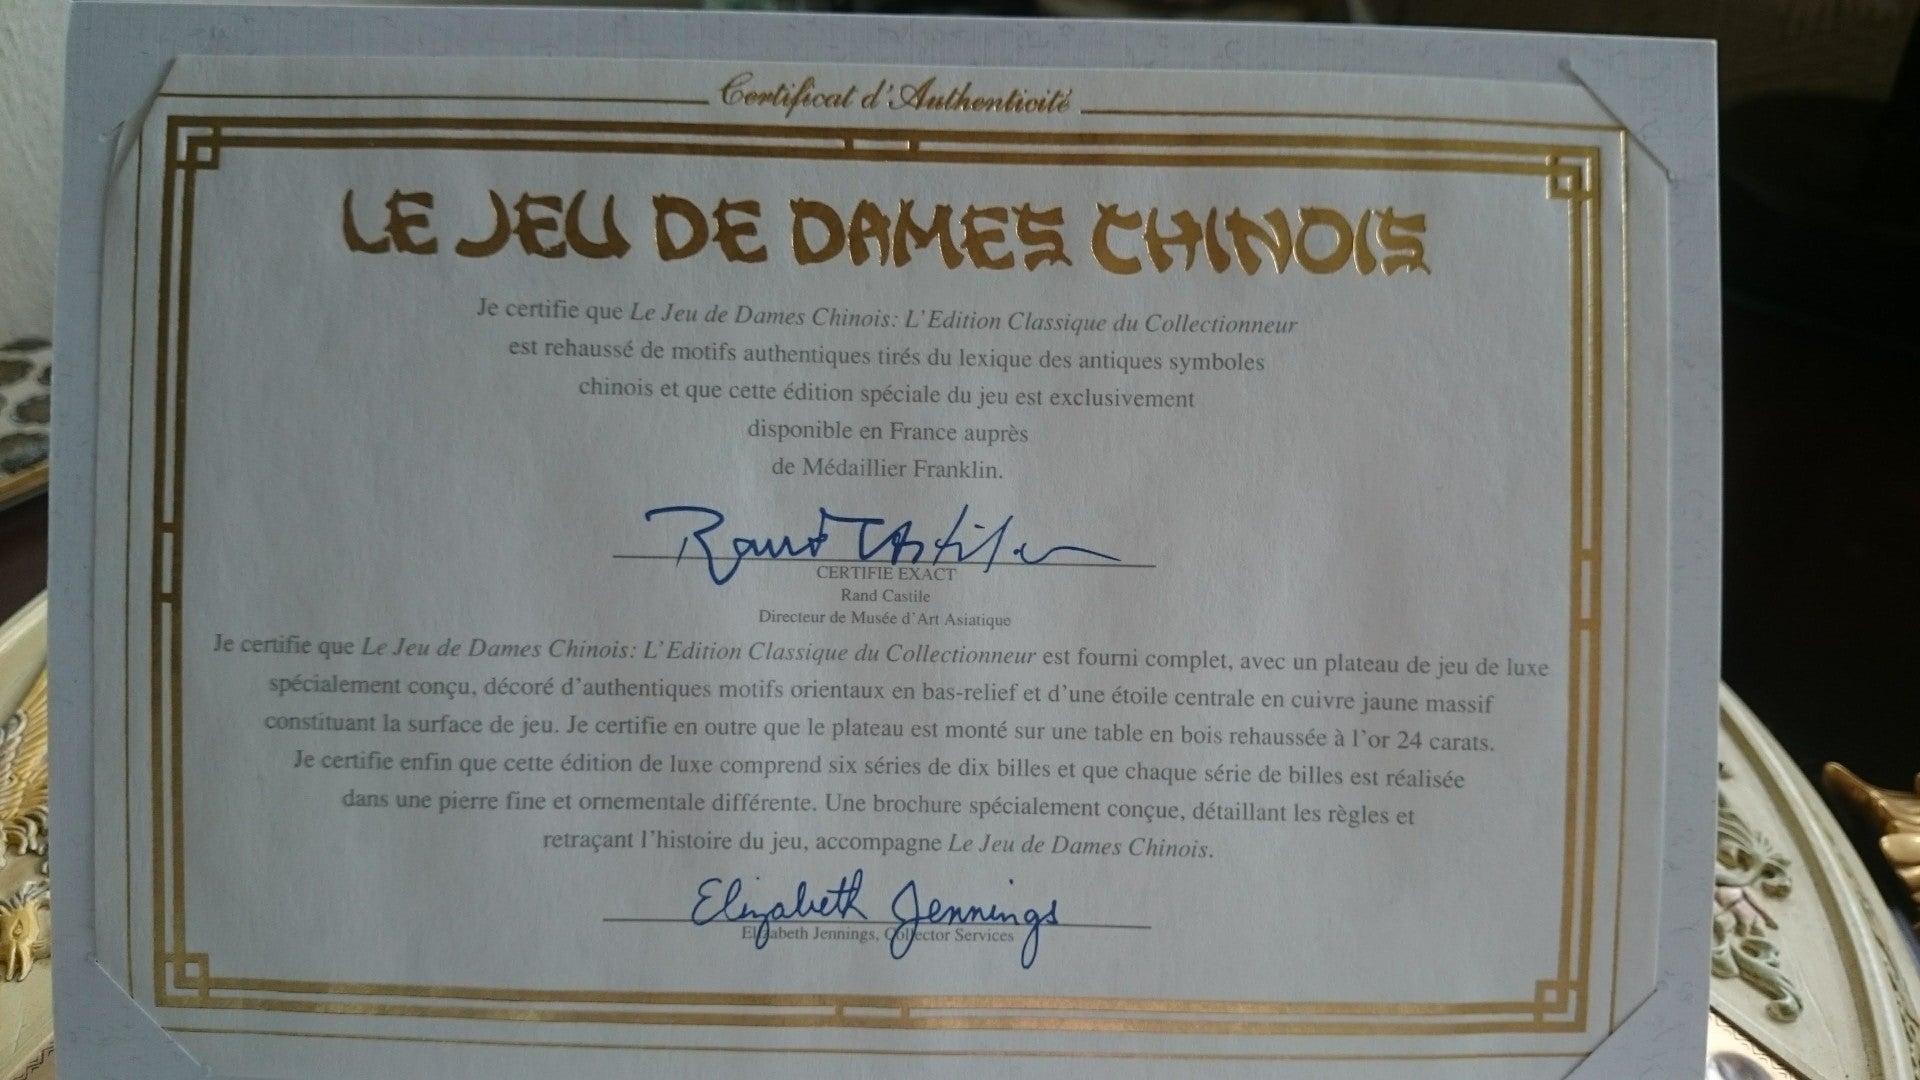 Certificat d'Authenticité
LE JEU DE DAMES CHINOIS
Je certifie que Le Jeu de Dames Chinois: L'Edition Classique du Collectionneur
est rehaussé de motifs authentiques tirés du lexique des antiques symboles
chinois et que cette édition spéciale du jeu est exclusivement
disponible en France auprès
de Médaillier Franklin.
Rand Castile
CERTIFIE EXACT
Rand Castile
Directeur de Musée d'Art Asiatique
Je certifie que Le Jeu de Dames Chinois: L'Edition Classique du Collectionneur est fourni complet, avec un plateau de jeu de luxe
spécialement conçu, décoré d'authentiques motifs orientaux en bas-relief et d'une étoile centrale en cuivre jaune massif
constituant la surface de jeu. Je certifie en outre que le plateau est monté sur une table en bois rehaussée à l'or 24 carats.
Je certifie enfin que cette édition de luxe comprend six séries de dix billes et que chaque série de billes est réalisée
dans une pierre fine et ornementale différente. Une brochure spécialement conçue, détaillant les règles et
retraçant l'histoire du jeu, accompagne Le Jeu de Dames Chinois.
Elizabeth Jennings
Elizabeth Jennings, Collector Services